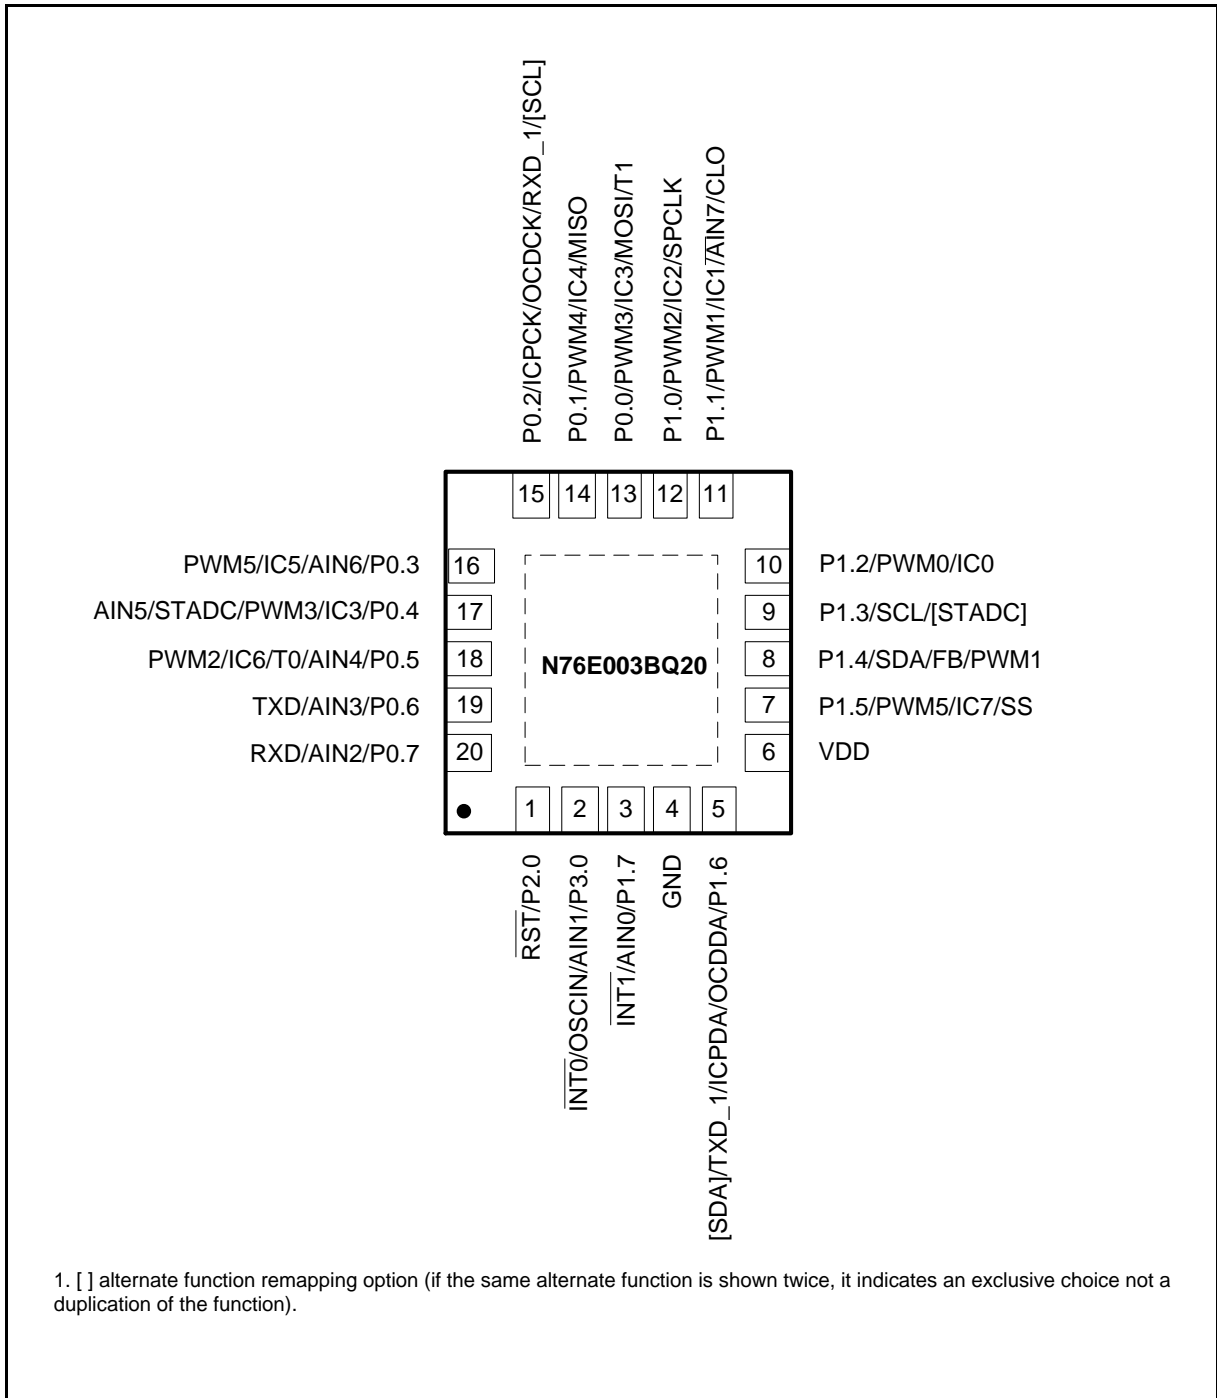 P0.2/ICPCK/OCDCK/RXD_1/[SCL]
P0.1/PWM4/IC4/MISO
P0.0/PWM3/IC3/MOSI/T1
P1.0/PWM2/IC2/SPCLK
P1.1/PWM1/IC1/AIN7/CLO
15 14 13 12 11
PWM5/IC5/AIN6/P0.3 16
10 P1.2/PWM0/IC0
AIN5/STADC/PWM3/IC3/P0.4 17
9 P1.3/SCL/[STADC]
PWM2/IC6/T0/AIN4/P0.5 18
N76E003BQ20
8 P1.4/SDA/FB/PWM1
TXD/AIN3/P0.6 19
7 P1.5/PWM5/IC7/SS
RXD/AIN2/P0.7 20
6 VDD
1 2 3 4 5
RST/P2.0
INT0/OSCIN/AIN1/P3.0
INT1/AIN0/P1.7
GND
[SDA]/TXD_1/ICPDA/OCDDA/P1.6
1. [ ] alternate function remapping option (if the same alternate function is shown twice, it indicates an exclusive choice not a
duplication of the function).